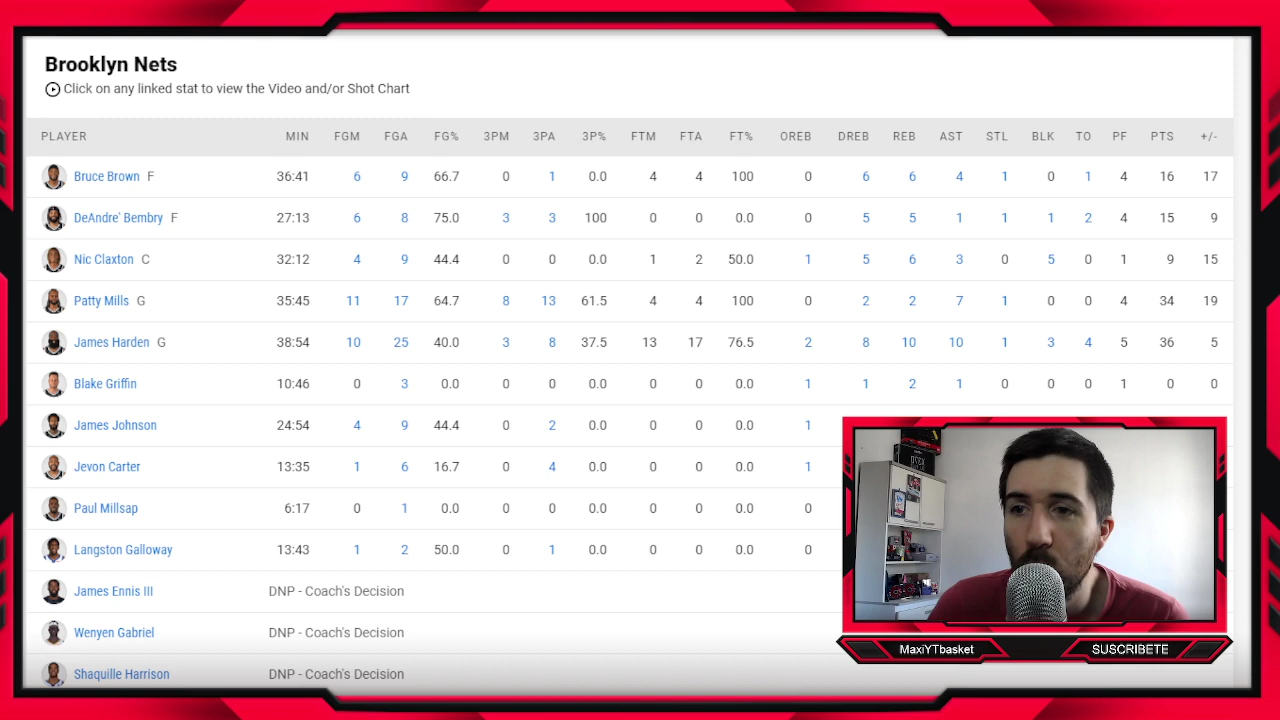 Brooklyn Nets
Click on any linked stat to view the Video and/or Shot Chart
PLAYER MIN FGM FGA FG% 3PM 3PA 3P% FTM FTA FT% OREB DREB REB AST STL BLK TO PF PTS +/-
Bruce Brown F 36:41 6 9 66.7 0 1 0.0 4 4 100 0 6 6 4 1 0 1 4 16 17
DeAndre' Bembry F 27:13 6 8 75.0 3 3 100 0 0 0.0 0 5 5 1 1 1 2 4 15 9
Nic Claxton C 32:12 4 9 44.4 0 0 0.0 1 2 50.0 1 5 6 3 0 5 0 1 9 15
Patty Mills G 35:45 11 17 64.7 8 13 61.5 4 4 100 0 2 2 7 1 0 0 4 34 19
James Harden G 38:54 10 25 40.0 3 8 37.5 13 17 76.5 2 8 10 10 1 3 4 5 36 5
Blake Griffin 10:46 0 3 0.0 0 0 0.0 0 0 0.0 1 1 2 1 0 0 0 1 0 0
James Johnson 24:54 4 9 44.4 0 2 0.0 0 0 0.0 1
Jevon Carter 13:35 1 6 16.7 0 4 0.0 0 0 0.0 1
Paul Millsap 6:17 0 1 0.0 0 0 0.0 0 0 0.0 0
Langston Galloway 13:43 1 2 50.0 0 1 0.0 0 0 0.0 0
James Ennis III DNP - Coach's Decision
Wenyen Gabriel DNP - Coach's Decision
Shaquille Harrison DNP - Coach's Decision
MaxiYTbasket
SUSCRIBETE